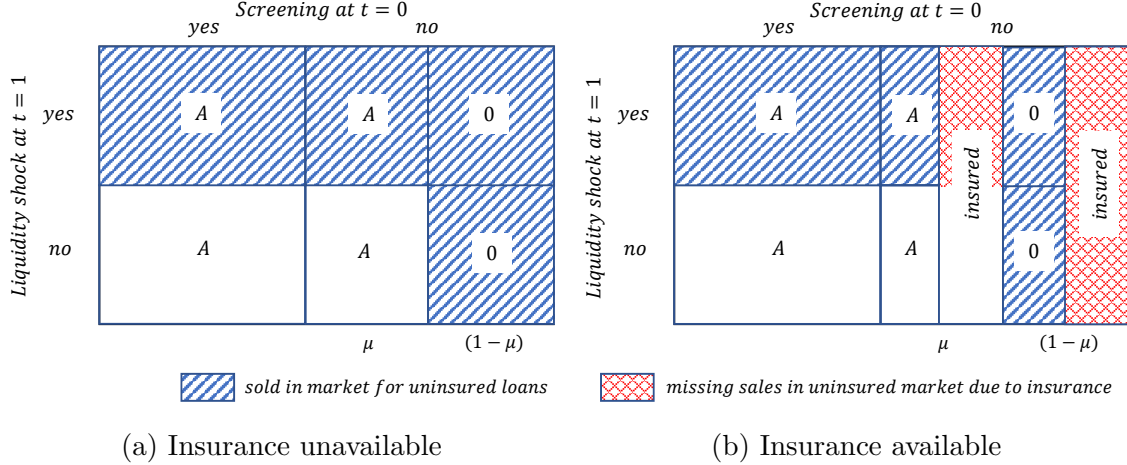 Screening at t = 0
yes
no
Liquidity shock at t = 1
yes
no
A
A
0
A
A
0
μ
(1 − μ)
Screening at t = 0
no
Liquidity shock at t = 1
yes
no
A
A
insured
0
insured
A
A
0
μ
(1 − μ)
sold in market for uninsured loans
missing sales in uninsured market due to insurance
(a) Insurance unavailable
(b) Insurance available